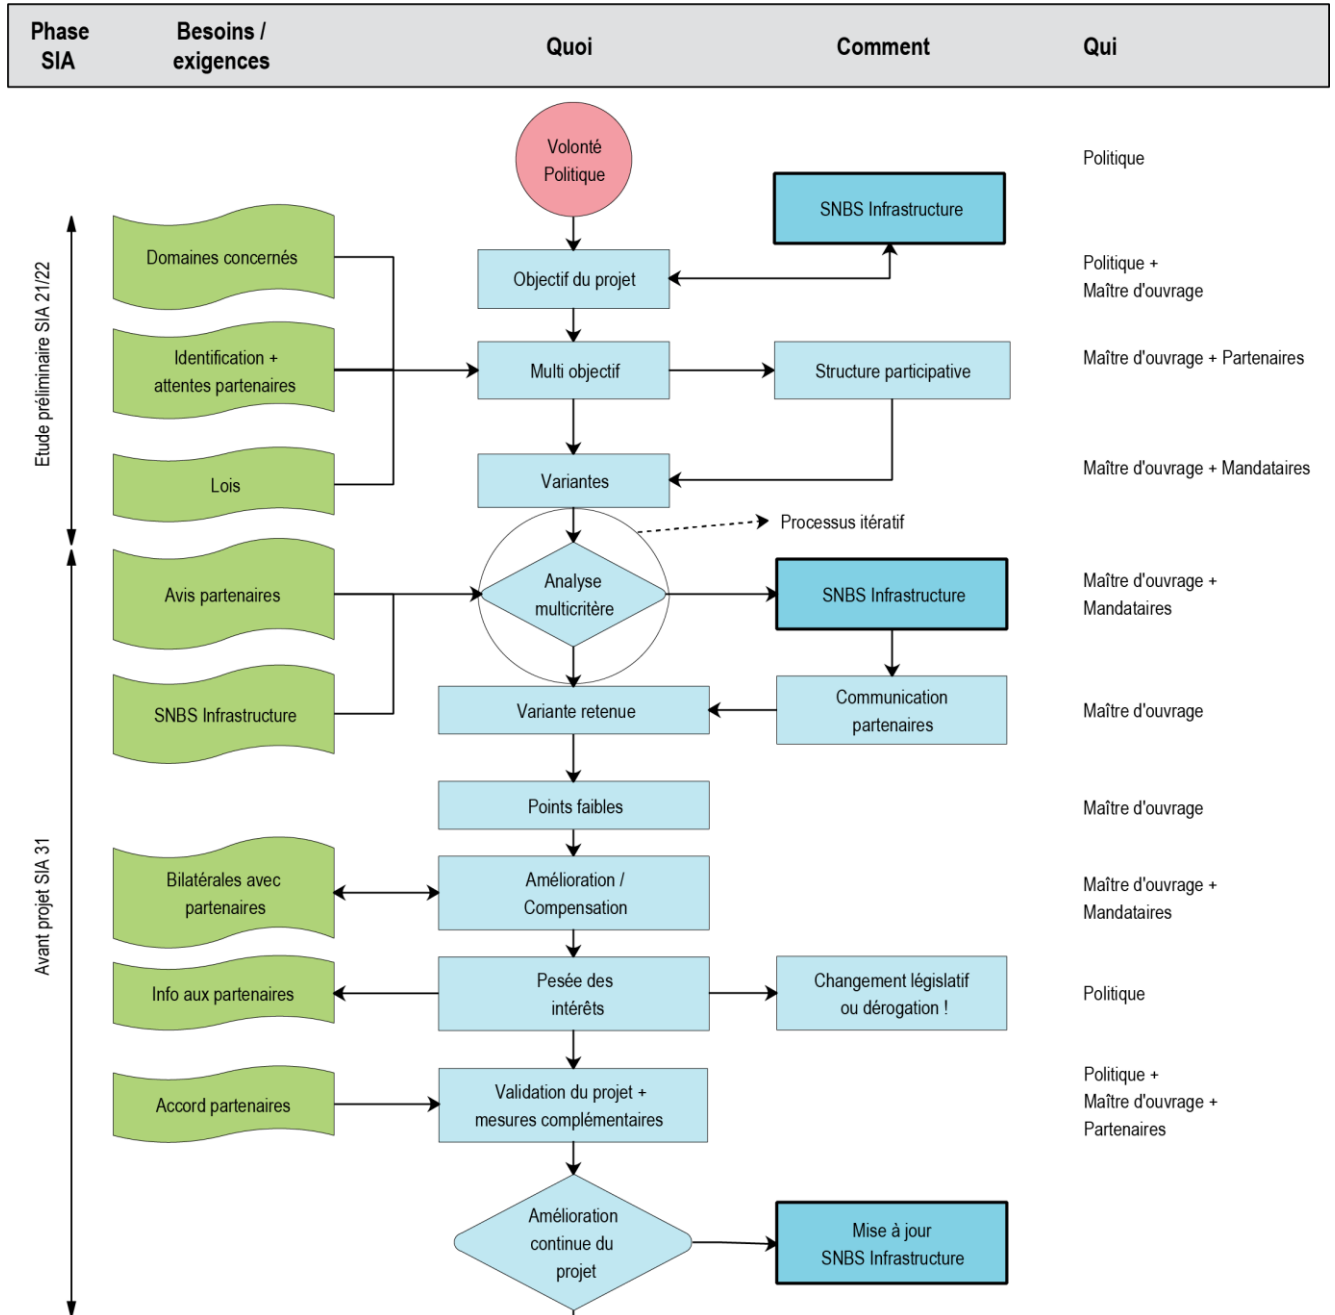 Phase
SIA
Besoins /
exigences
Quoi
Comment
Qui
Volonté
Politique
Politique
SNBS Infrastructure
Etude préliminaire SIA 21/22
Domaines concernés
Objectif du projet
Politique +
Maître d'ouvrage
Identification +
attentes partenaires
Multi objectif
Structure participative
Maître d'ouvrage + Partenaires
Lois
Variantes
Maître d'ouvrage + Mandataires
Processus itératif
Avant projet SIA 31
Avis partenaires
Analyse
multicritère
SNBS Infrastructure
Maître d'ouvrage +
Mandataires
SNBS Infrastructure
Variante retenue
Communication
partenaires
Maître d'ouvrage
Points faibles
Maître d'ouvrage
Bilatérales avec
partenaires
Amélioration /
Compensation
Maître d'ouvrage +
Mandataires
Info aux partenaires
Pesée des
intérêts
Changement législatif
ou dérogation !
Politique
Accord partenaires
Validation du projet +
mesures complémentaires
Politique +
Maître d'ouvrage +
Partenaires
Amélioration
continue du
projet
Mise à jour
SNBS Infrastructure